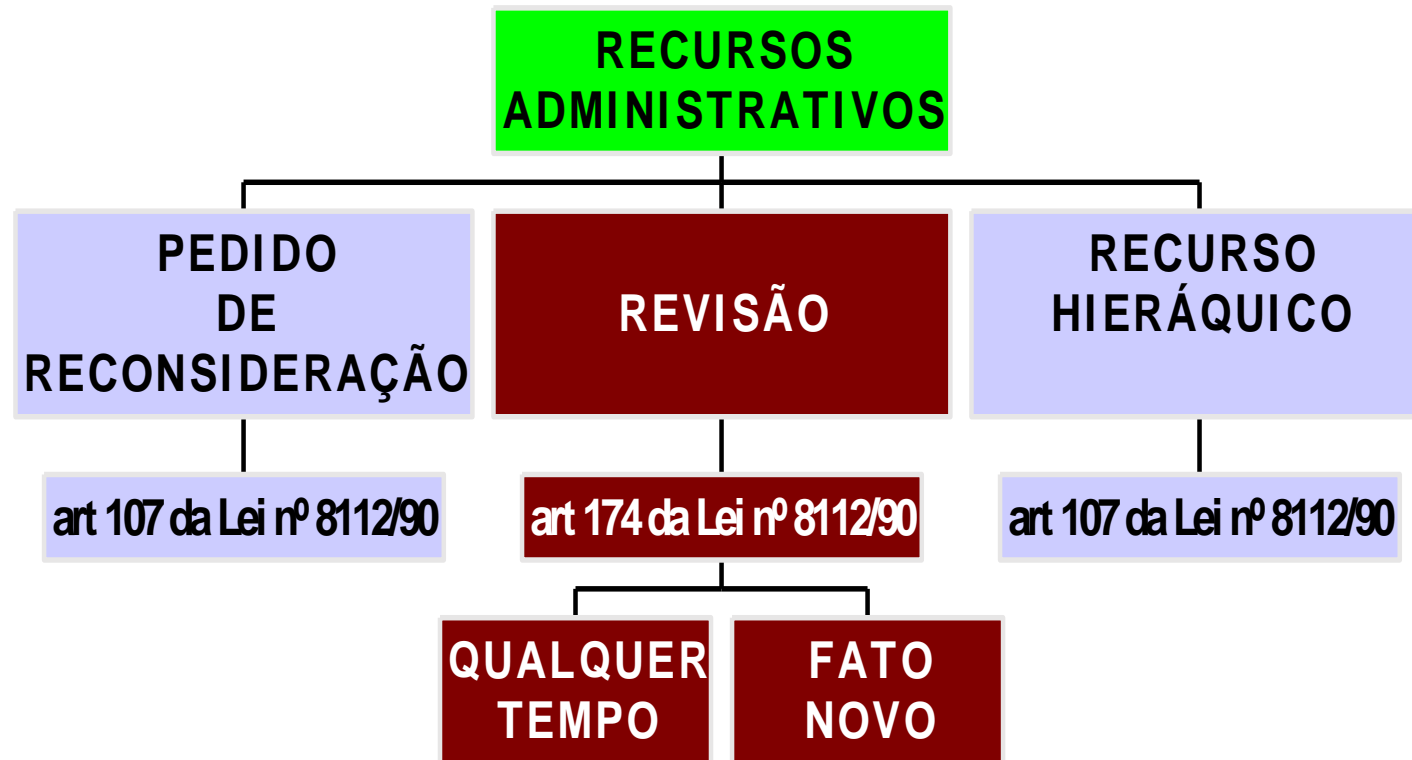 RECURSOS
ADMINISTRATIVOS
PEDIDO
DE
RECONSIDERAÇÃO
REVISÃO
RECURSO
HIERÁQUICO
art 107 da Lei nº 8112/90
art 174 da Lei nº 8112/90
art 107 da Lei nº 8112/90
QUALQUER
TEMPO
FATO
NOVO